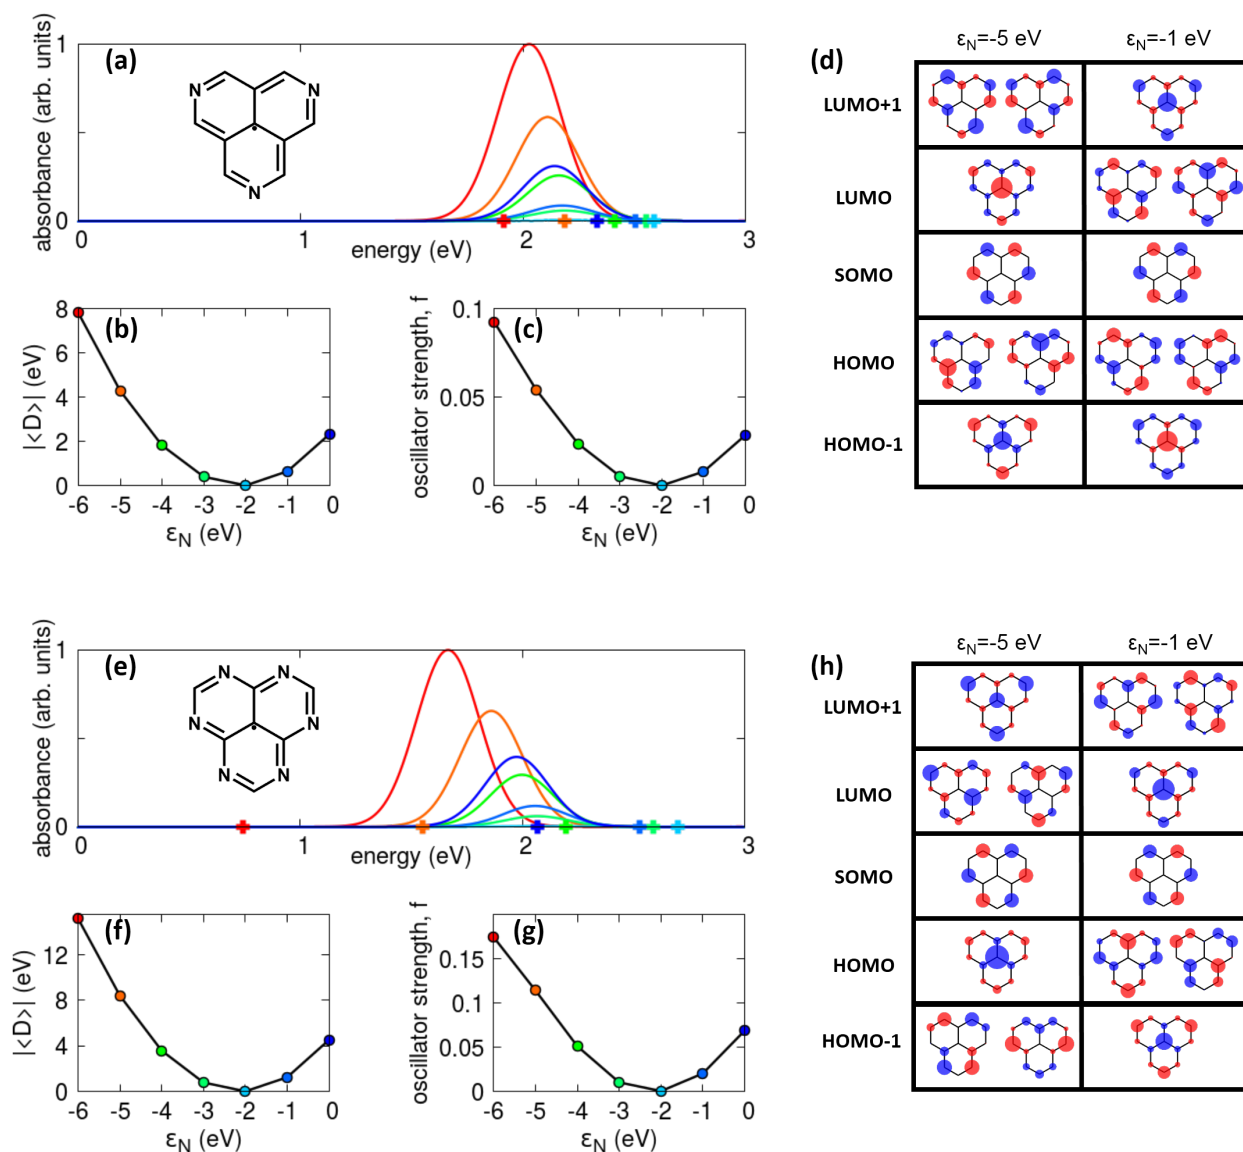 (a)
absorbance (arb. units)
1
0
N N
N
0 1 2 3
energy (eV)
(b)
|<D>| (eV)
8
6
4
2
0
-6 -5 -4 -3 -2 -1 0
εN (eV)
(c)
oscillator strength, f
0.1
0.05
0
-6 -5 -4 -3 -2 -1 0
εN (eV)
(d)
εN=-5 eV εN=-1 eV
LUMO+1
LUMO
SOMO
HOMO
HOMO-1
(e)
absorbance (arb. units)
1
0
N N
N N
N N
0 1 2 3
energy (eV)
(f)
|<D>| (eV)
12
8
4
0
-6 -5 -4 -3 -2 -1 0
εN (eV)
(g)
oscillator strength, f
0.15
0.1
0.05
0
-6 -5 -4 -3 -2 -1 0
εN (eV)
(h)
εN=-5 eV εN=-1 eV
LUMO+1
LUMO
SOMO
HOMO
HOMO-1